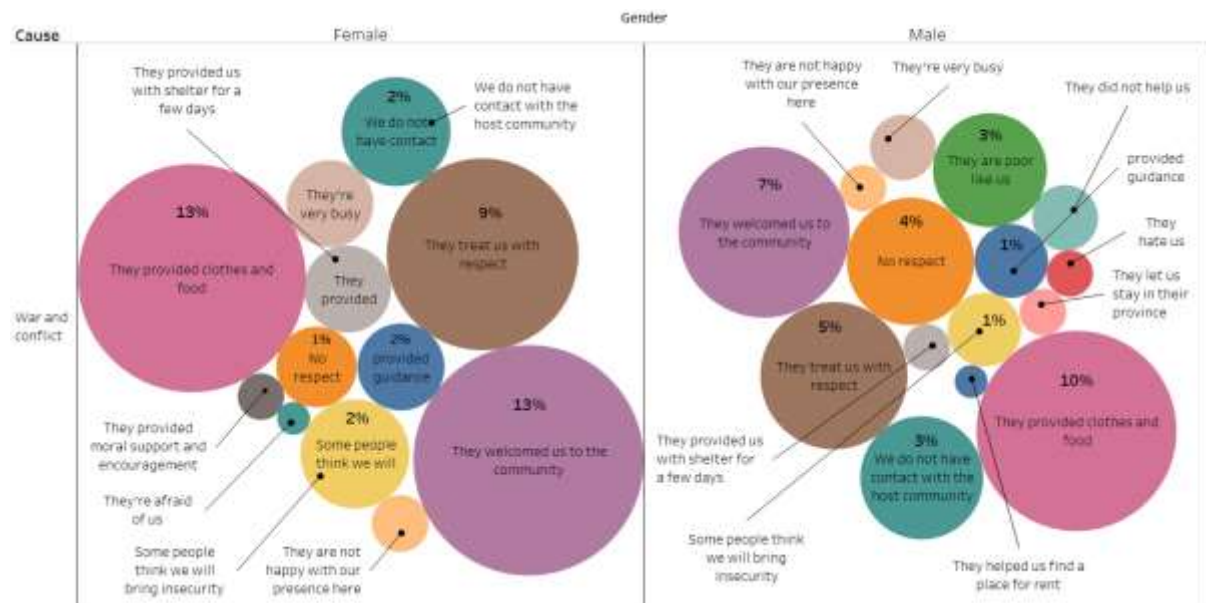 Gender
Cause
Female
Male
War and
conflict
They provided us
with shelter for a
few days
2%
We do not
have contact
We do not have
contact with the
host community
They're
very busy
13%
They provided clothes and
food
9%
They treat us with
respect
They
provided
1%
No
respect
2%
provided
guidance
13%
They welcomed us to the
community
2%
Some people
think we will
They provided
moral support and
encouragement
They're afraid
of us
Some people
think we will
bring insecurity
They are not
happy with our
presence here
They are not happy
with our presence
here
They're very busy
They did not help us
3%
They are poor
like us
provided
guidance
7%
They welcomed us to
the community
4%
No respect
1%
They
hate us
They let us
stay in their
province
5%
They treat us with
respect
1%
10%
They provided clothes and
food
They provided us
with shelter for
a few days
3%
We do not have
contact with the
host community
Some people think
we will bring
insecurity
They helped us find a
place for rent